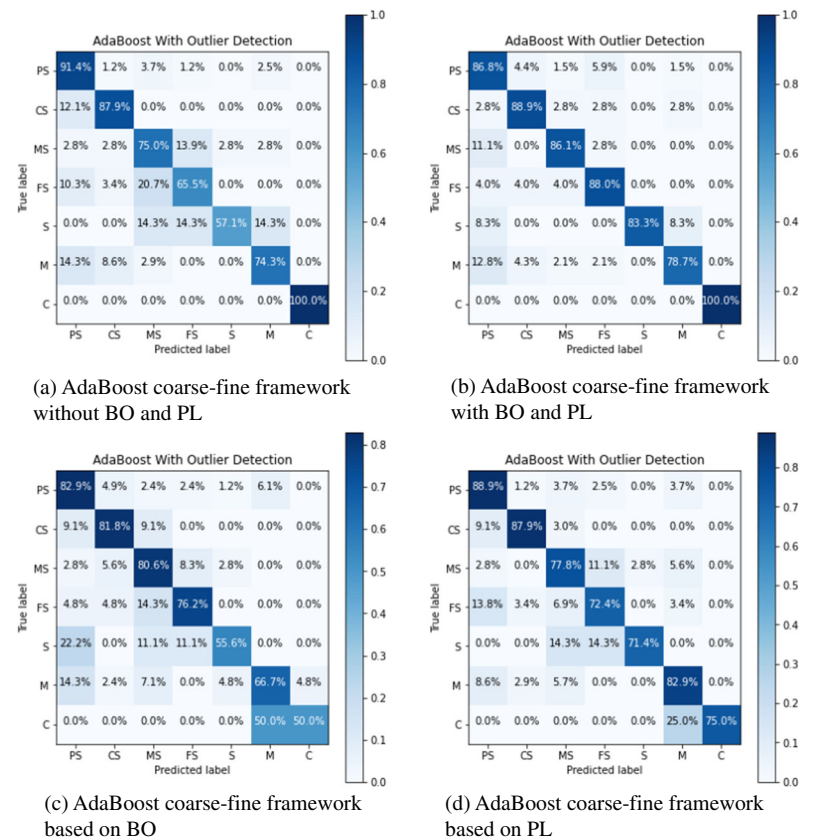 AdaBoost With Outlier Detection
1.0
PS 91.4% 1.2% 3.7% 1.2% 0.0% 2.5% 0.0%
CS 12.1% 87.9% 0.0% 0.0% 0.0% 0.0% 0.0%
0.8
MS 2.8% 2.8% 75.0% 13.9% 2.8% 2.8% 0.0%
0.6
True label
FS 10.3% 3.4% 20.7% 65.5% 0.0% 0.0% 0.0%
0.4
S 0.0% 0.0% 14.3% 14.3% 57.1% 14.3% 0.0%
M 14.3% 8.6% 2.9% 0.0% 0.0% 74.3% 0.0%
0.2
C 0.0% 0.0% 0.0% 0.0% 0.0% 0.0% 100.0%
PS CS MS FS S M C
Predicted label
0.0
(a) AdaBoost coarse-fine framework
without BO and PL
AdaBoost With Outlier Detection
1.0
PS 86.8% 4.4% 1.5% 5.9% 0.0% 1.5% 0.0%
CS 2.8% 88.9% 2.8% 2.8% 0.0% 2.8% 0.0%
0.8
MS 11.1% 0.0% 86.1% 2.8% 0.0% 0.0% 0.0%
0.6
True label
FS 4.0% 4.0% 4.0% 88.0% 0.0% 0.0% 0.0%
0.4
S 8.3% 0.0% 0.0% 0.0% 83.3% 8.3% 0.0%
M 12.8% 4.3% 2.1% 2.1% 0.0% 78.7% 0.0%
0.2
C 0.0% 0.0% 0.0% 0.0% 0.0% 0.0% 100.0%
PS CS MS FS S M C
Predicted label
0.0
(b) AdaBoost coarse-fine framework
with BO and PL
AdaBoost With Outlier Detection
0.8
PS 82.9% 4.9% 2.4% 2.4% 1.2% 6.1% 0.0%
0.7
CS 9.1% 81.8% 9.1% 0.0% 0.0% 0.0% 0.0%
0.6
MS 2.8% 5.6% 80.6% 8.3% 2.8% 0.0% 0.0%
0.5
True label
FS 4.8% 4.8% 14.3% 76.2% 0.0% 0.0% 0.0%
0.4
S 22.2% 0.0% 11.1% 11.1% 55.6% 0.0% 0.0%
0.3
M 14.3% 2.4% 7.1% 0.0% 4.8% 66.7% 4.8%
0.2
C 0.0% 0.0% 0.0% 0.0% 0.0% 50.0% 50.0%
0.1
PS CS MS FS S M C
Predicted label
0.0
(c) AdaBoost coarse-fine framework
based on BO
AdaBoost With Outlier Detection
0.8
PS 88.9% 1.2% 3.7% 2.5% 0.0% 3.7% 0.0%
0.7
CS 9.1% 87.9% 3.0% 0.0% 0.0% 0.0% 0.0%
0.6
MS 2.8% 0.0% 77.8% 11.1% 2.8% 5.6% 0.0%
0.5
True label
FS 13.8% 3.4% 6.9% 72.4% 0.0% 3.4% 0.0%
0.4
S 0.0% 0.0% 14.3% 14.3% 71.4% 0.0% 0.0%
0.3
M 8.6% 2.9% 5.7% 0.0% 0.0% 82.9% 0.0%
0.2
C 0.0% 0.0% 0.0% 0.0% 0.0% 25.0% 75.0%
0.1
PS CS MS FS S M C
Predicted label
0.0
(d) AdaBoost coarse-fine framework
based on PL